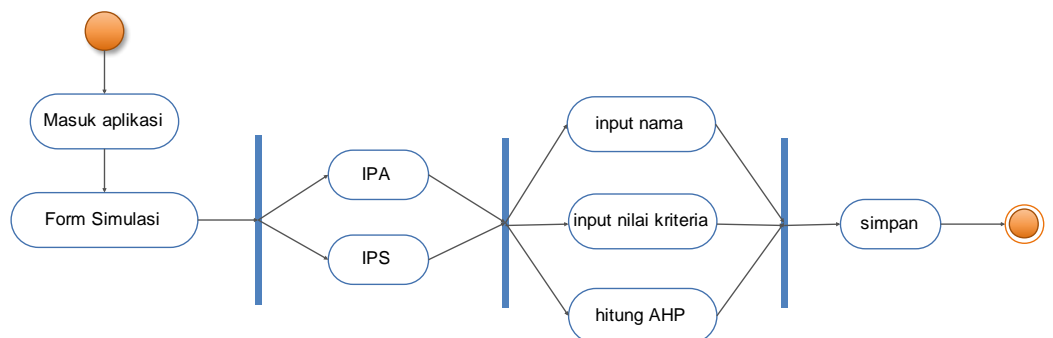 Masuk aplikasi
Form Simulasi
IPA
IPS
input nama
input nilai kriteria
hitung AHP
simpan